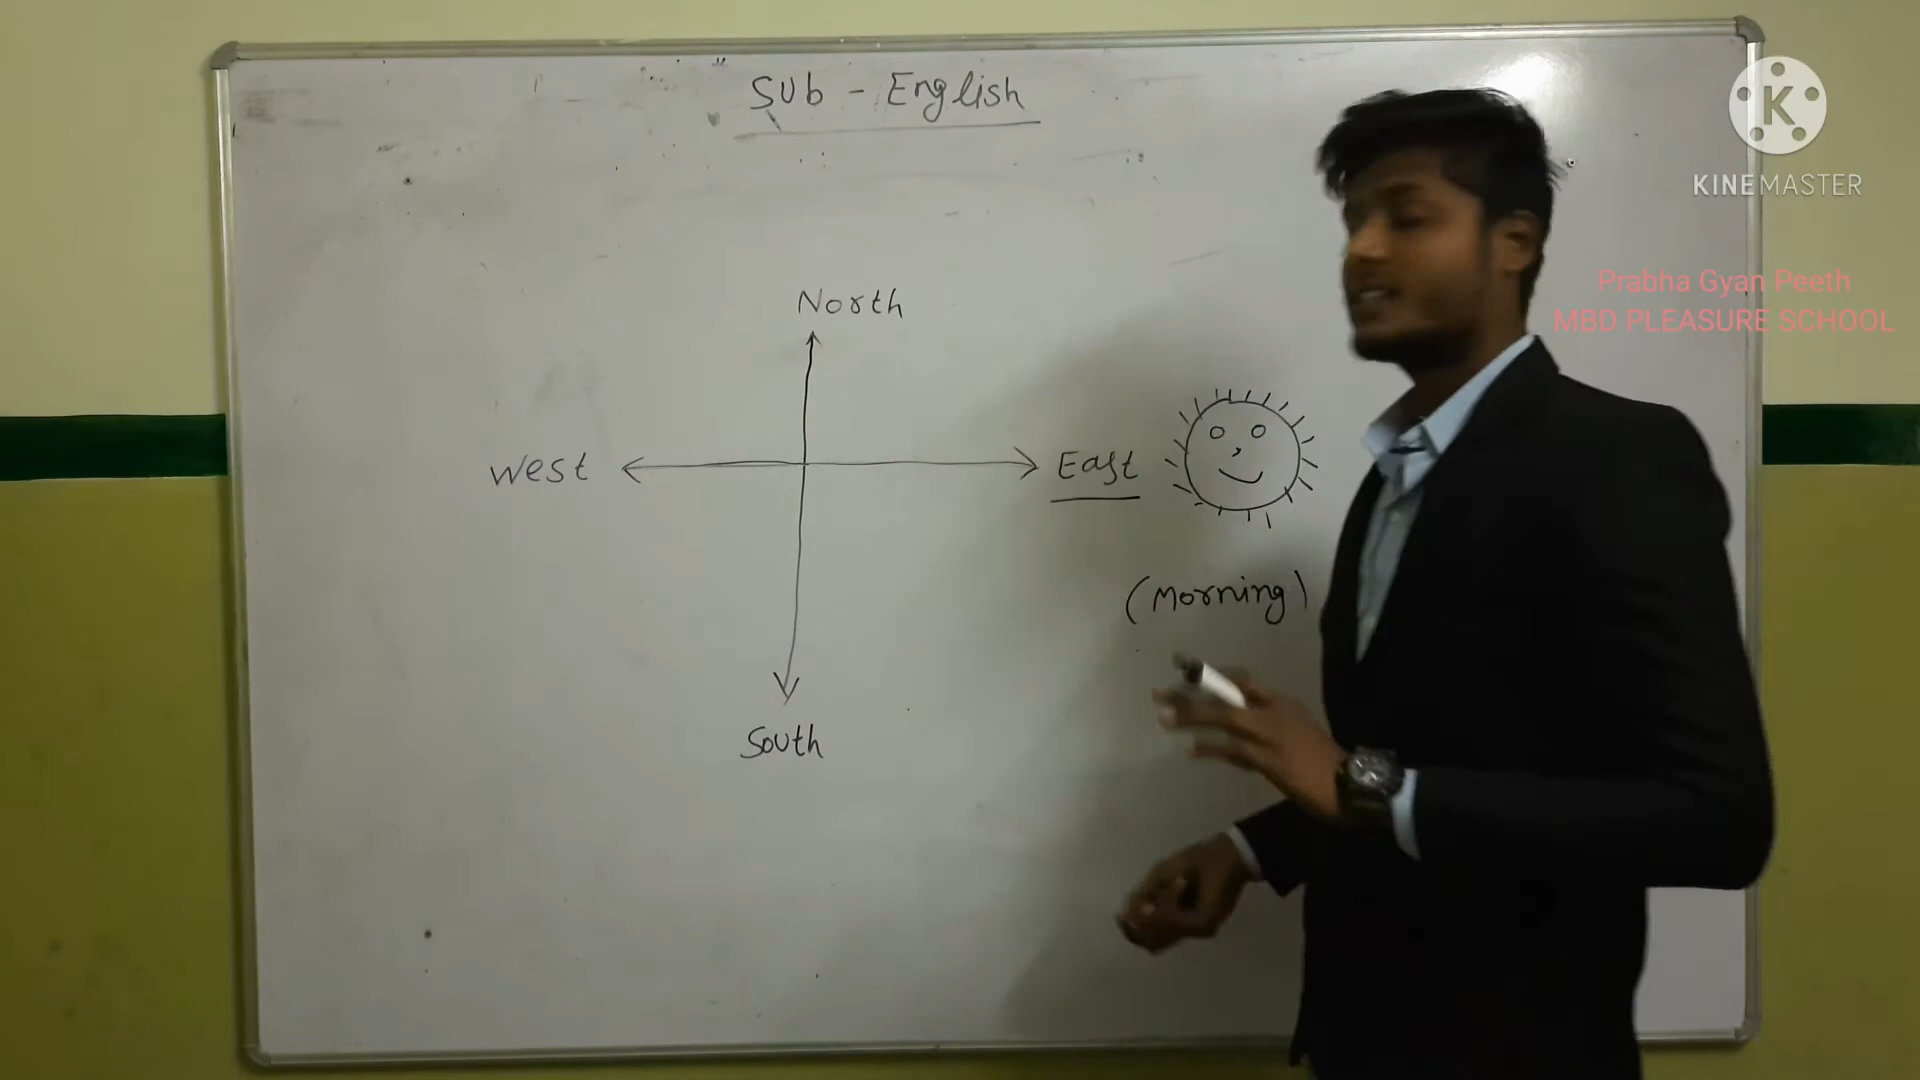 Sub - English
KINEMASTER
Prabha Gyan Peeth
MBD PLEASURE SCHOOL
North
West
East
(Morning)
South